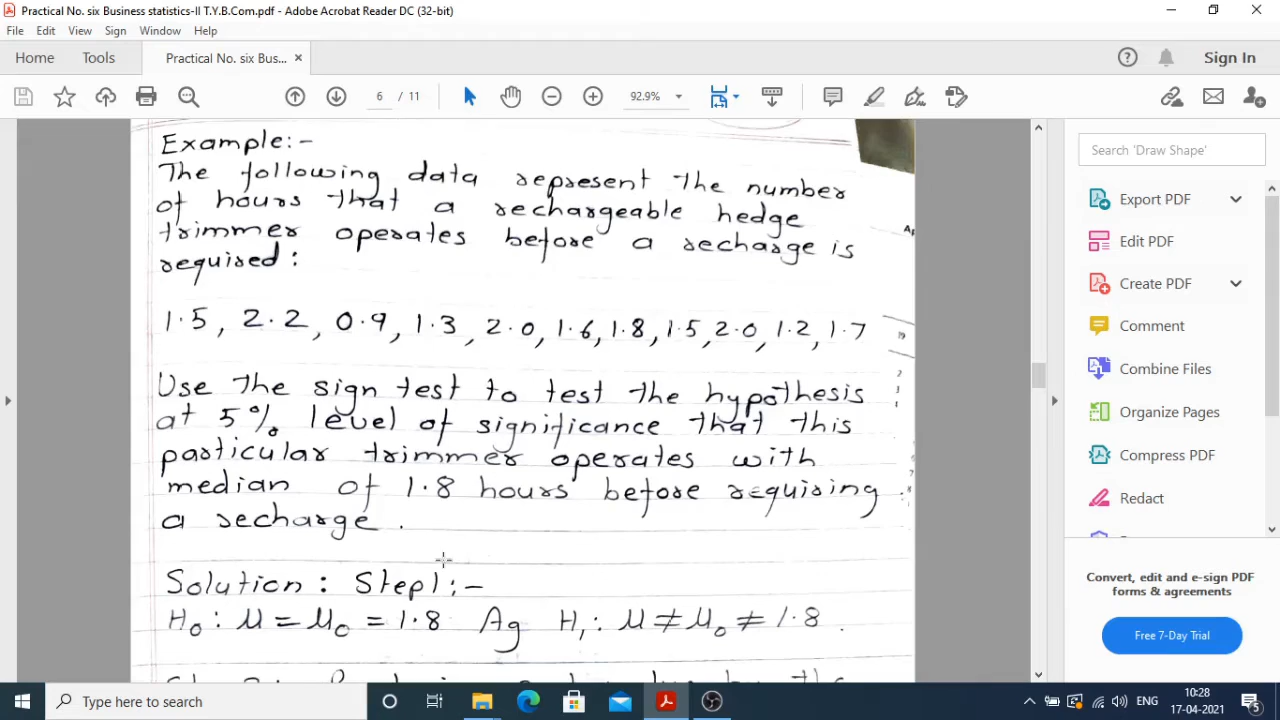 Practical No. six Business statistics-II T.Y.B.Com.pdf - Adobe Acrobat Reader DC (32-bit)
File Edit View Sign Window Help
Home Tools Practical No. six Bus... × Sign In
6 / 11 92.9%
Example:-
The following data represent the number
of hours that a rechargeable hedge
trimmer operates before a recharge is
required:
1.5, 2.2, 0.9, 1.3, 2.0, 1.6, 1.8, 1.5, 2.0, 1.2, 1.7
Use the sign test to test the hypothesis
at 5% level of significance that this
particular trimmer operates with
median of 1.8 hours before requiring
a recharge.
Solution: Step1:-
H₀: μ = μ₀ = 1.8 Ag H₁: μ ≠ μ₀ ≠ 1.8.
Search 'Draw Shape'
Export PDF
Edit PDF
Create PDF
Comment
Combine Files
Organize Pages
Compress PDF
Redact
Convert, edit and e-sign PDF
forms & agreements
Free 7-Day Trial
Type here to search
ENG
10:28
17-04-2021
5